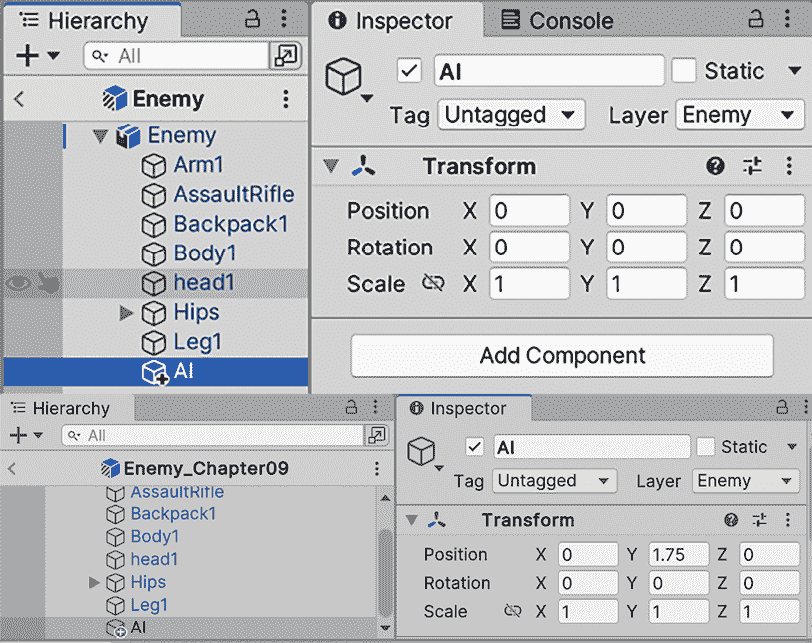 Hierarchy
All
Enemy
Enemy
Arm1
AssaultRifle
Backpack1
Body1
head1
Hips
Leg1
AI
Inspector Console
AI Static
Tag Untagged Layer Enemy
Transform
Position X 0 Y 0 Z 0
Rotation X 0 Y 0 Z 0
Scale X 1 Y 1 Z 1
Add Component
Hierarchy
All
Enemy_Chapter09
AssaultRifle
Backpack1
Body1
head1
Hips
Leg1
AI
Inspector
AI Static
Tag Untagged Layer Enemy
Transform
Position X 0 Y 1.75 Z 0
Rotation X 0 Y 0 Z 0
Scale X 1 Y 1 Z 1